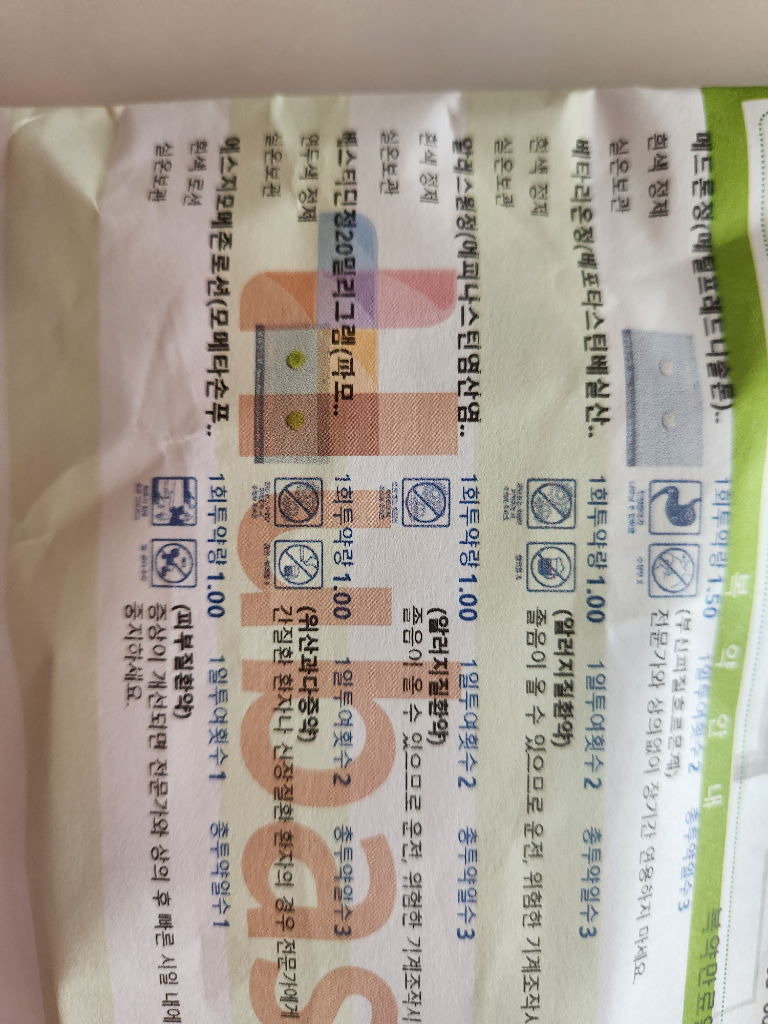 복 약 안 내
복약만료
메드론정(메틸프레드니솔론)..
1회투약량 1.50 1일투여횟수 2 총투약일수 3
흰색 정제
실온보관
(부신피질호르몬제)
전문가와 상의없이 장기간 연용하지 마세요.
베타리온정(베포타스틴베실산..
1회투약량 1.00 1일투여횟수 2 총투약일수 3
흰색 정제
실온보관
(알러지질환약)
졸음이 올 수 있으므로 운전, 위험한 기계조작시
알레스윌정(에피나스틴염산염..
1회투약량 1.00 1일투여횟수 2 총투약일수 3
흰색 정제
실온보관
(알러지질환약)
졸음이 올 수 있으므로 운전, 위험한 기계조작시
베스티딘정20밀리그램(파모..
1회투약량 1.00 1일투여횟수 2 총투약일수 3
연두색 정제
실온보관
(위산과다증약)
간질환 환자나 신장질환 환자의 경우 전문가에게
에스지모메존로션(모메타손푸..
1회투약량 1.00 1일투여횟수 1 총투약일수 1
흰색 로션
실온보관
(피부질환약)
증상이 개선되면 전문가와 상의 후 빠른 시일 내에
중지하세요.